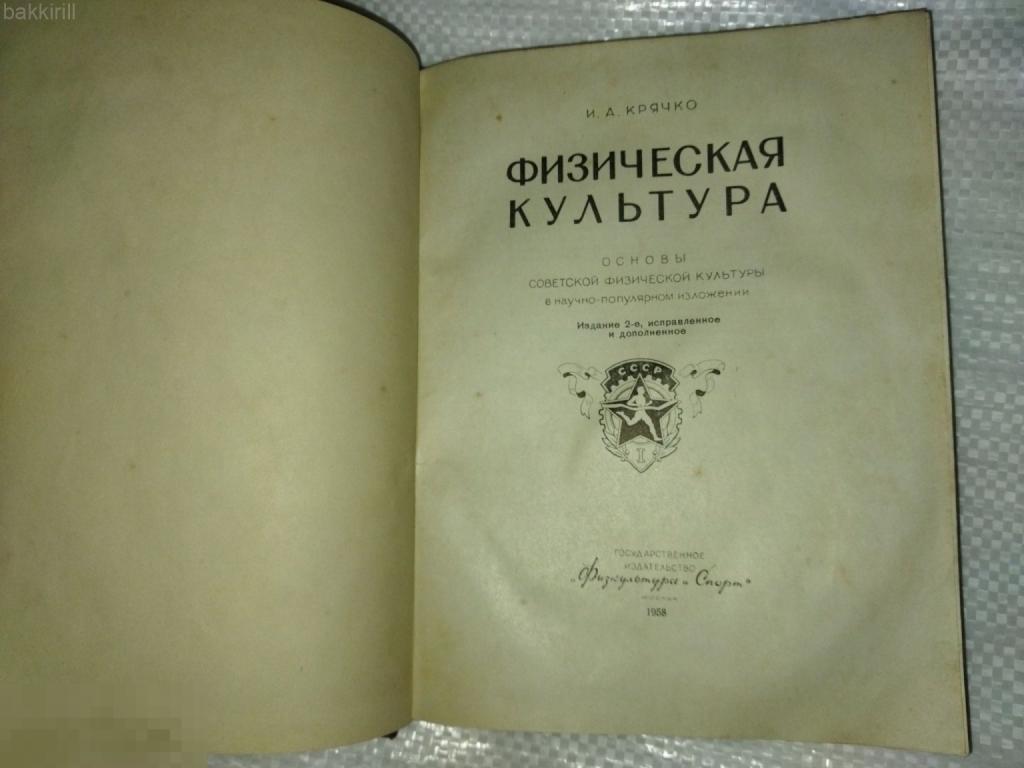 bakkirill
И. А. КРЯЧКО
ФИЗИЧЕСКАЯ
КУЛЬТУРА
ОСНОВЫ
СОВЕТСКОЙ ФИЗИЧЕСКОЙ КУЛЬТУРЫ
в научно-популярном изложении
Издание 2-е, исправленное
и дополненное
СССР
I
ГОСУДАРСТВЕННОЕ
ИЗДАТЕЛЬСТВО
„Физкультура и Спорт"
МОСКВА
1958